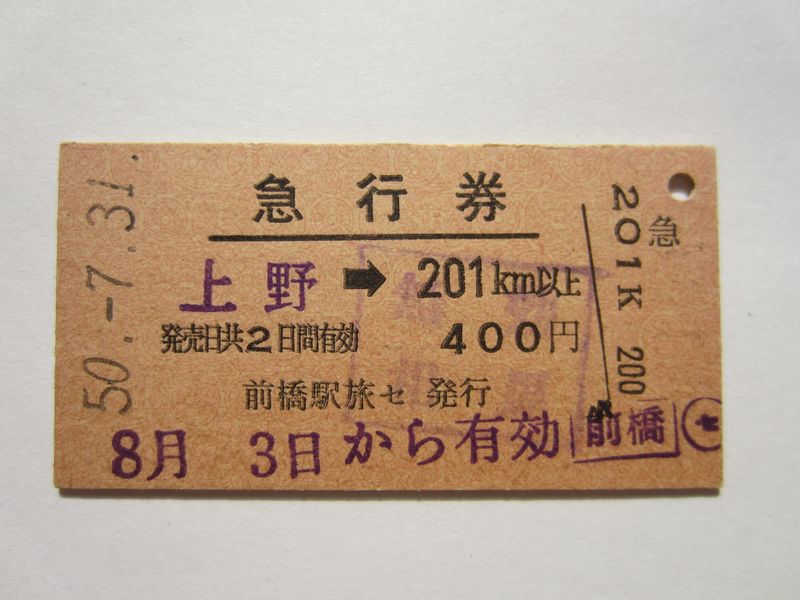 急行券
上野➡201km以上
発売日共2日間有効 400円
前橋駅旅セ 発行
8月 3日から有効
前橋
セ
50.-7.31.
急
201K 200